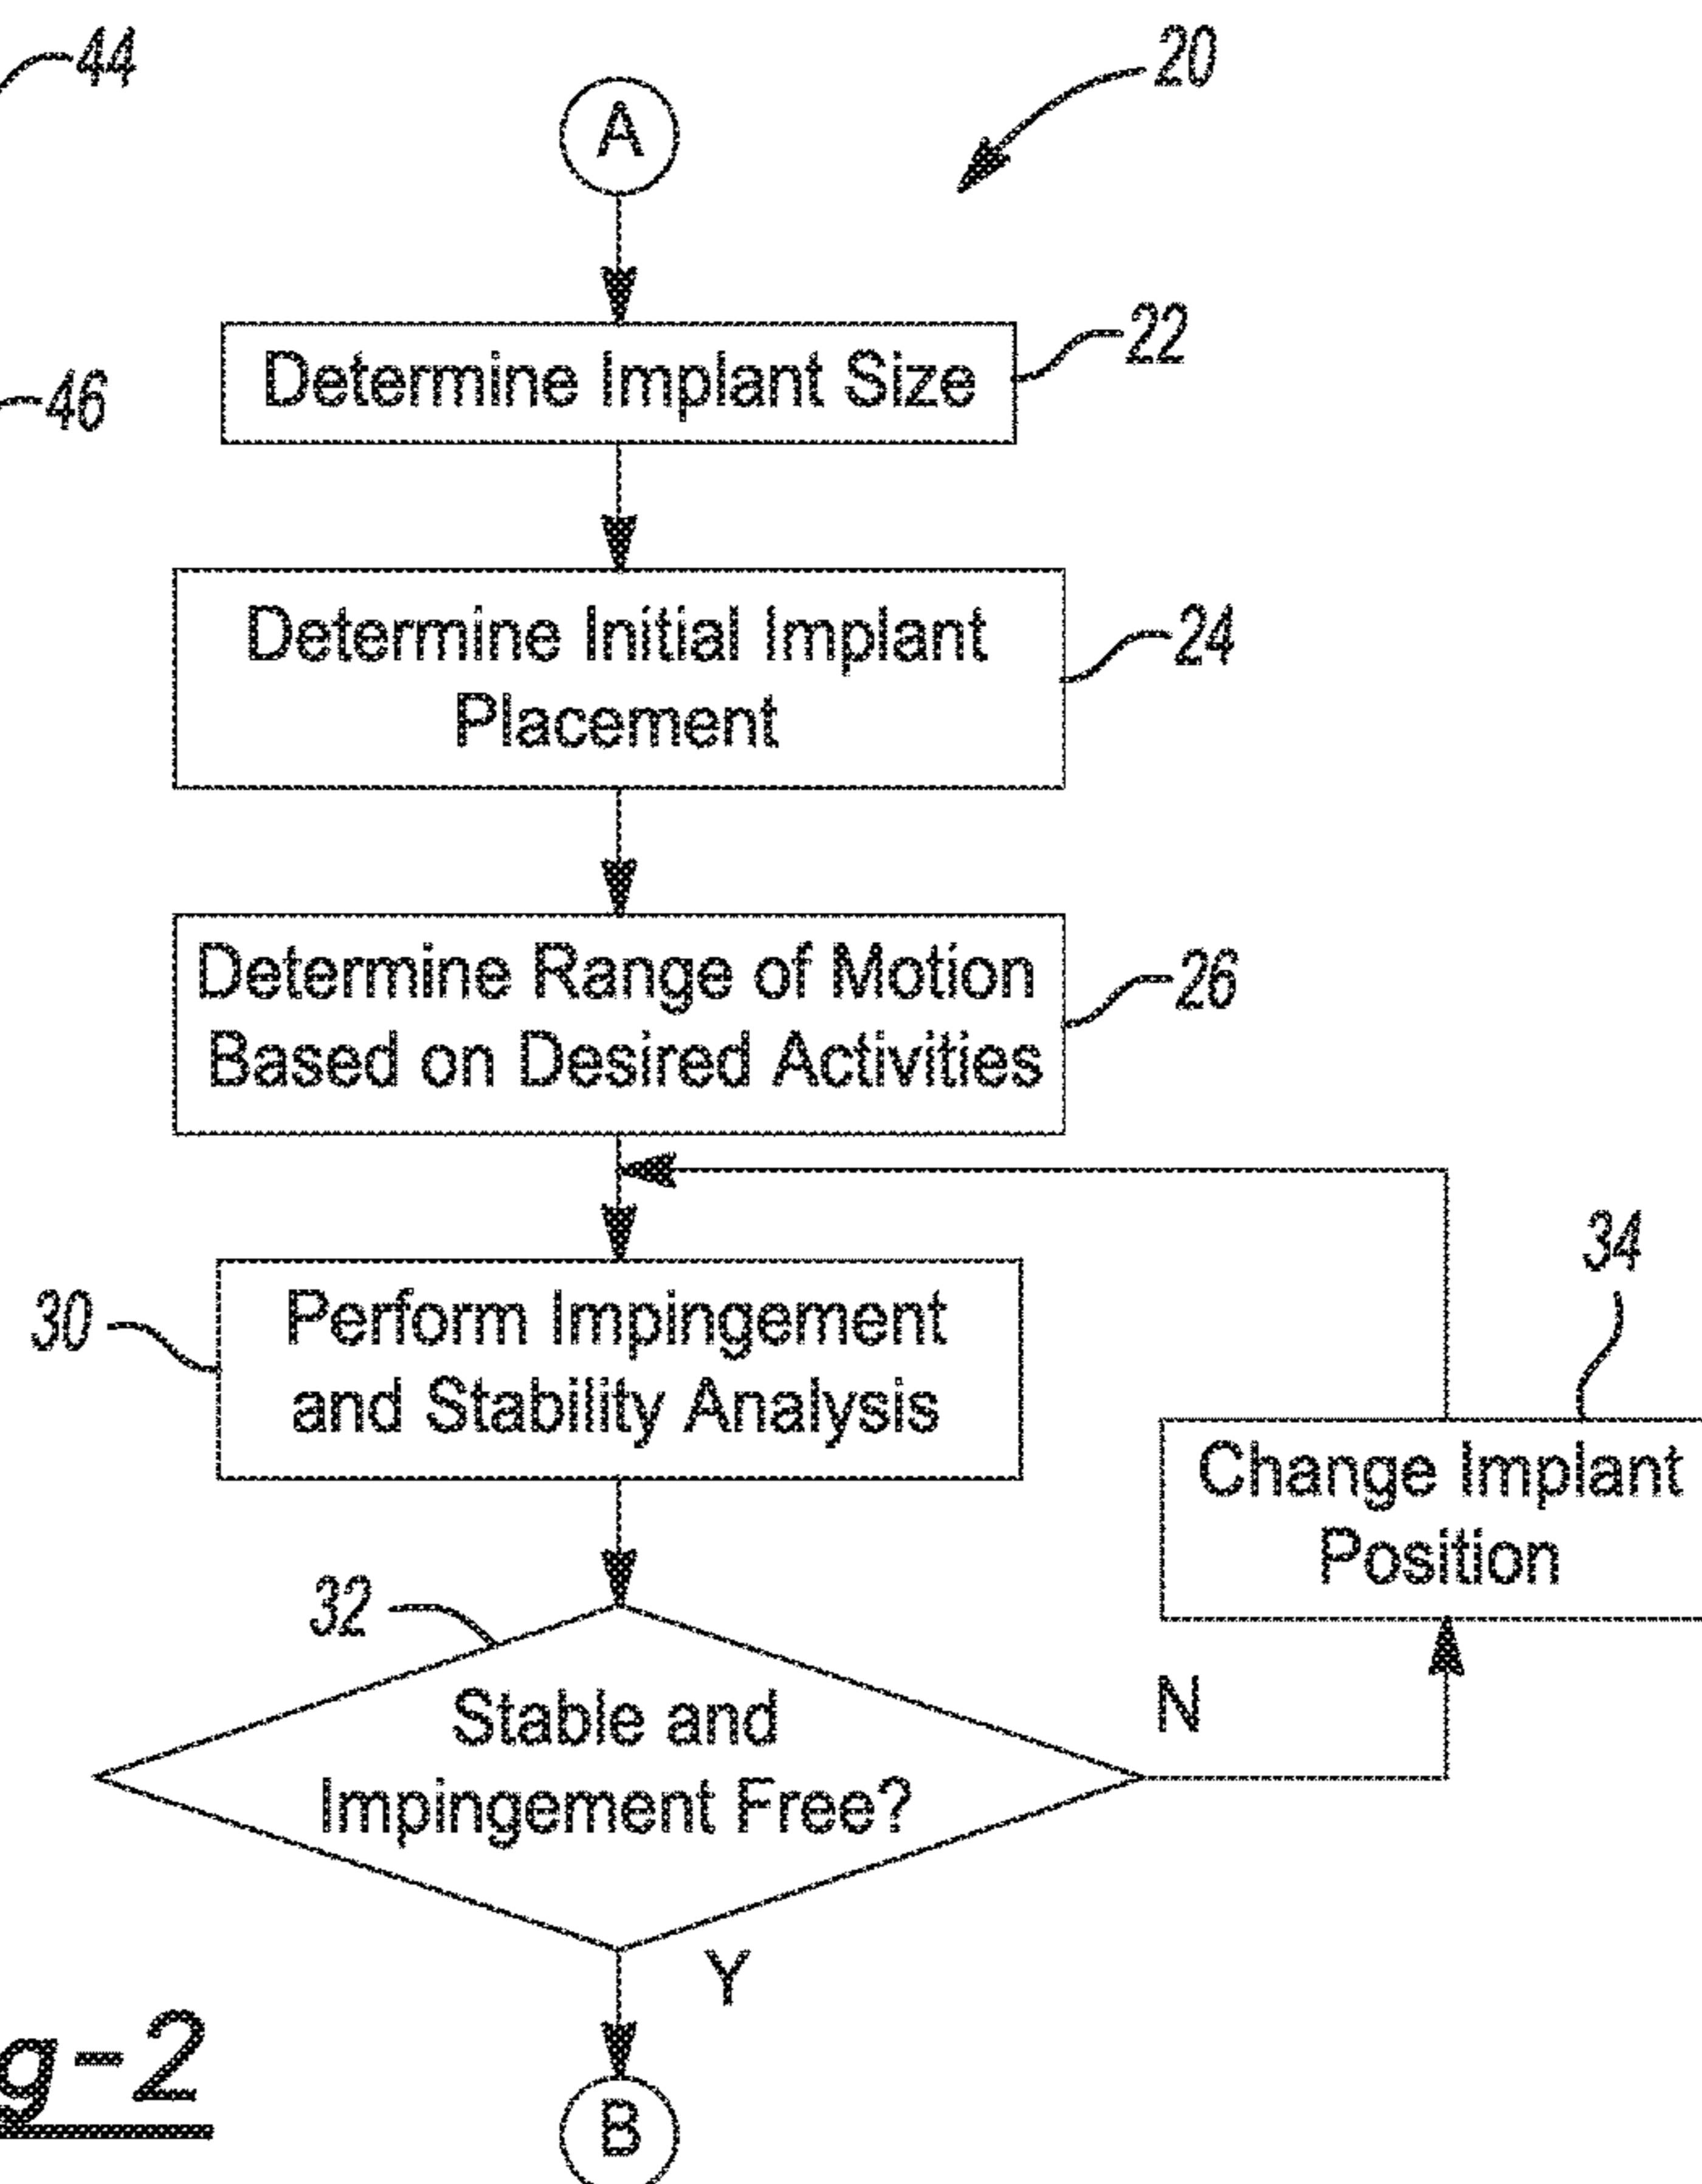 44
20
A
Determine Implant Size
22
46
Determine Initial Implant
Placement
24
Determine Range of Motion
Based on Desired Activities
26
34
30
Perform Impingement
and Stability Analysis
Change Implant
Position
32
N
Stable and
Impingement Free?
Y
g-2
B